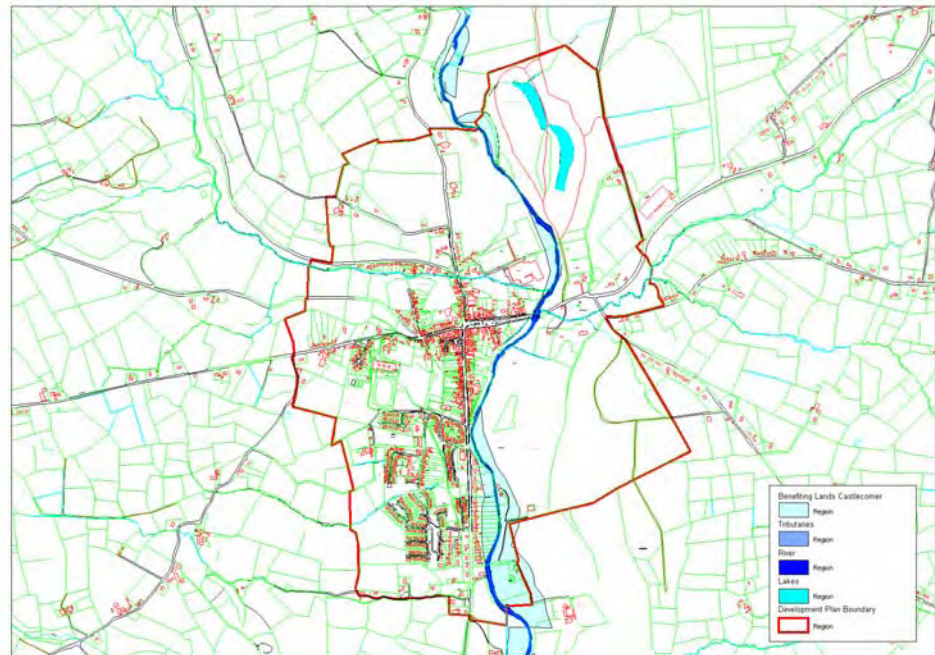 Benefiting Lands Castlecomer
Region
Tributaries
Region
River
Region
Lakes
Region
Development Plan Boundary
Region